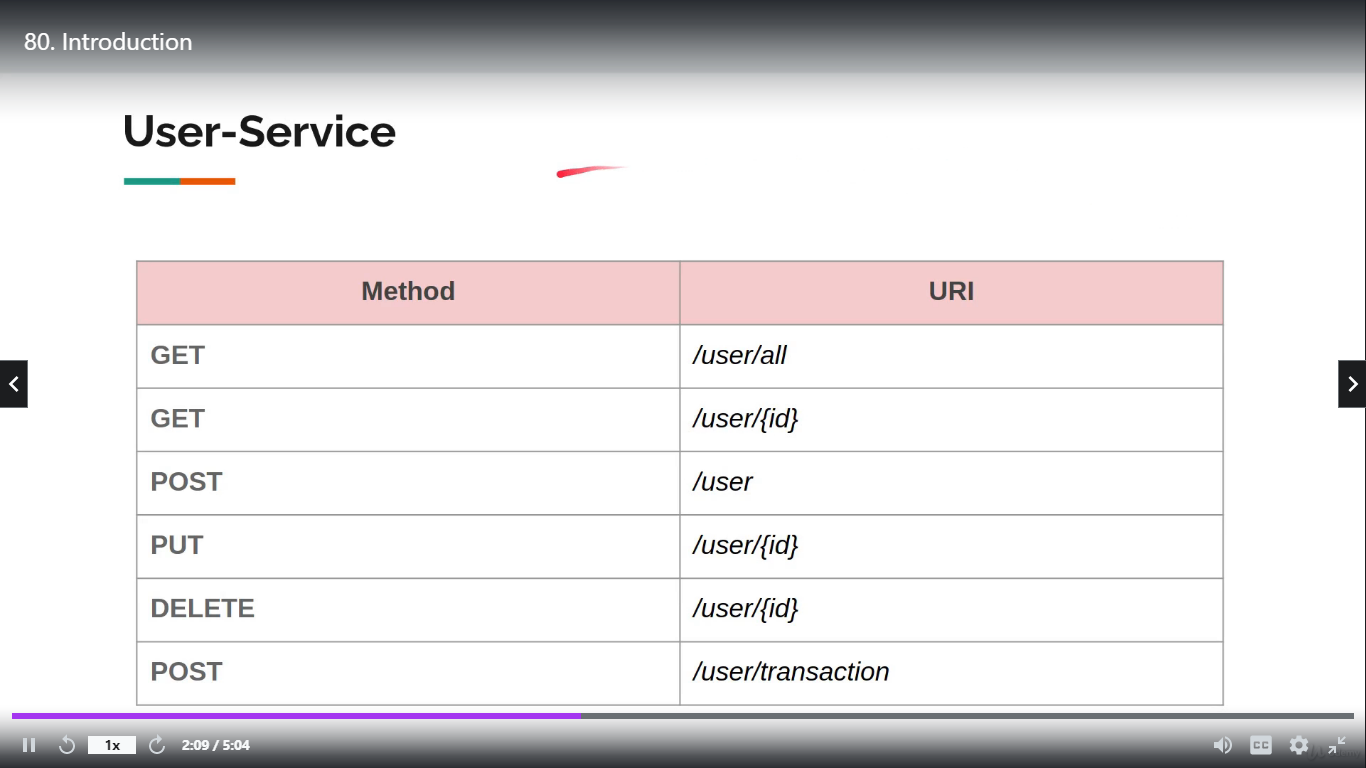 80. Introduction
User-Service
Method URI
GET /user/all
GET /user/{id}
POST /user
PUT /user/{id}
DELETE /user/{id}
POST /user/transaction
1x 2:09 / 5:04 CC